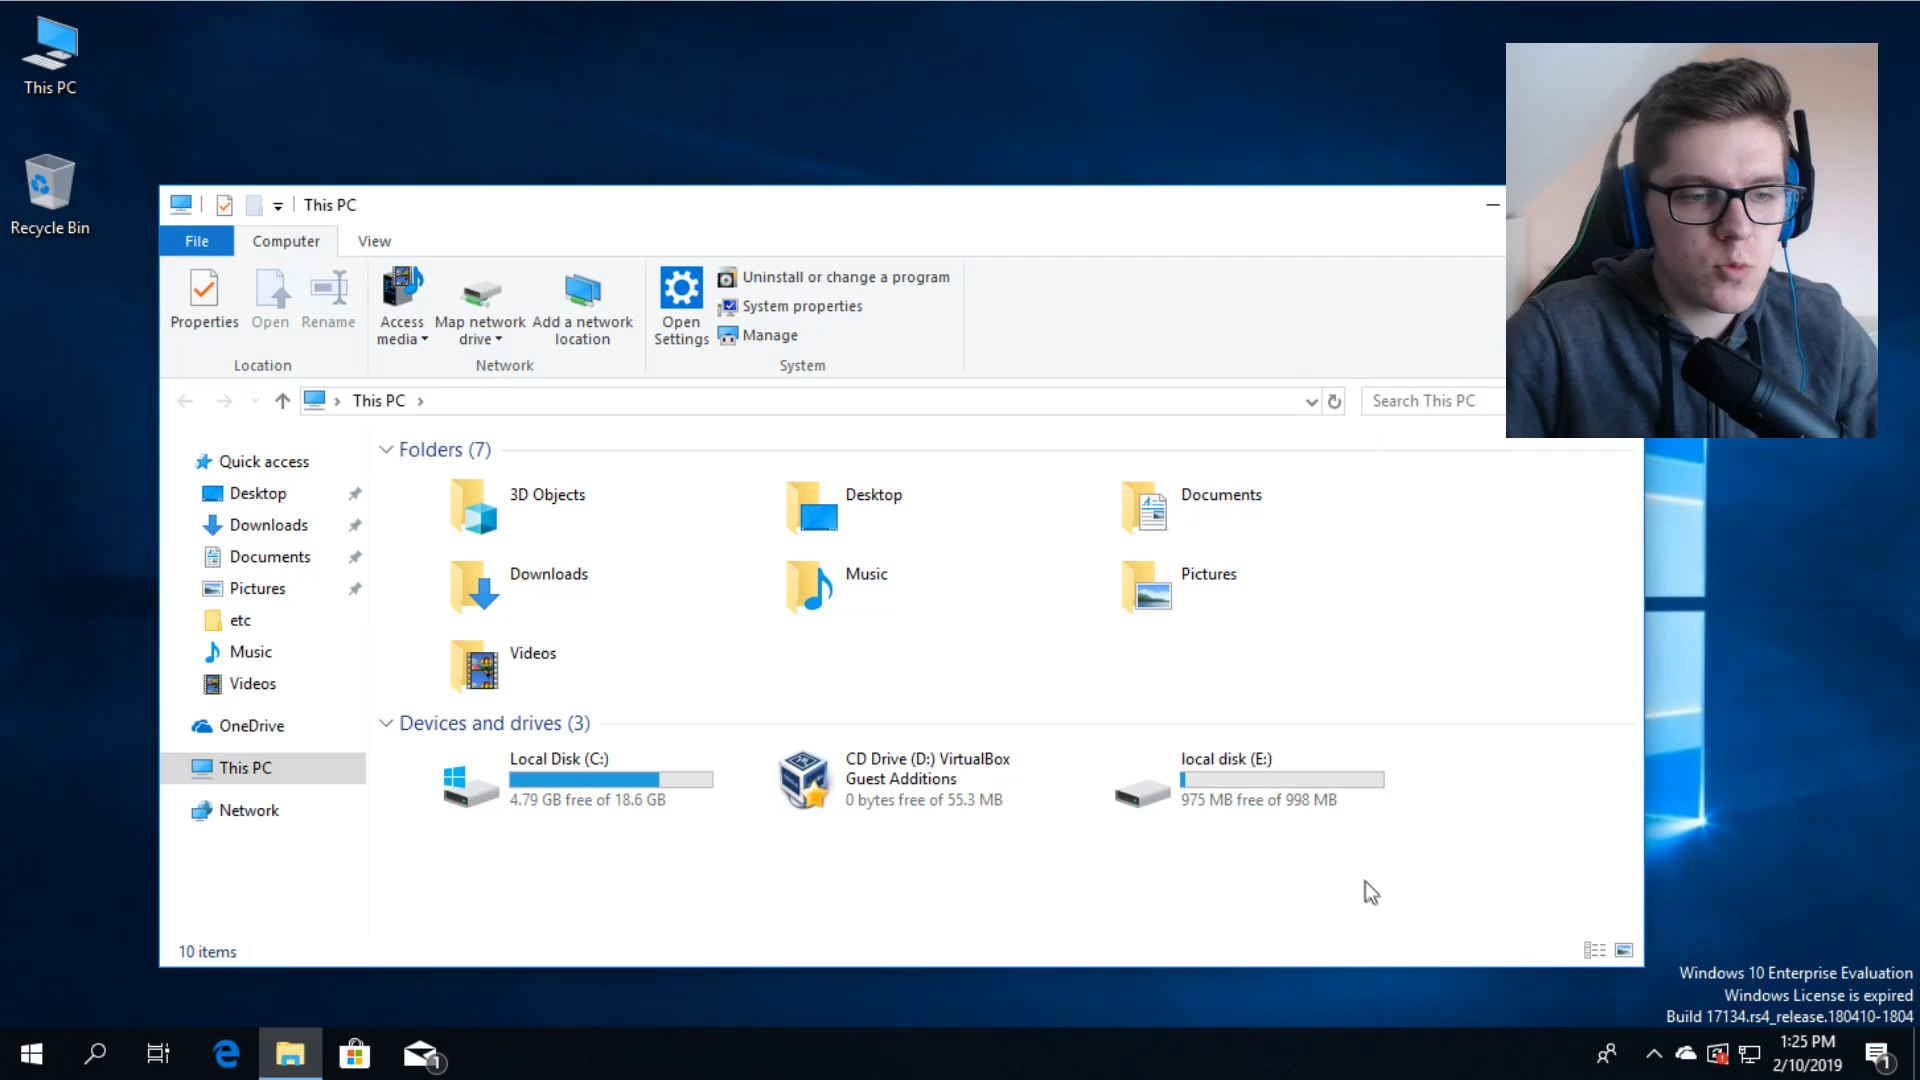 This PC
Recycle Bin
This PC
File
Computer
View
Properties
Open
Rename
Access media
Map network drive
Add a network location
Open Settings
Uninstall or change a program
System properties
Manage
Location
Network
System
This PC
Search This PC
Quick access
Desktop
Downloads
Documents
Pictures
etc
Music
Videos
OneDrive
This PC
Network
Folders (7)
3D Objects
Desktop
Documents
Downloads
Music
Pictures
Videos
Devices and drives (3)
Local Disk (C:)
4.79 GB free of 18.6 GB
CD Drive (D:) VirtualBox
Guest Additions
0 bytes free of 55.3 MB
local disk (E:)
975 MB free of 998 MB
10 items
Windows 10 Enterprise Evaluation
Windows License is expired
Build 17134.rs4_release.180410-1804
1
1:25 PM
2/10/2019
1